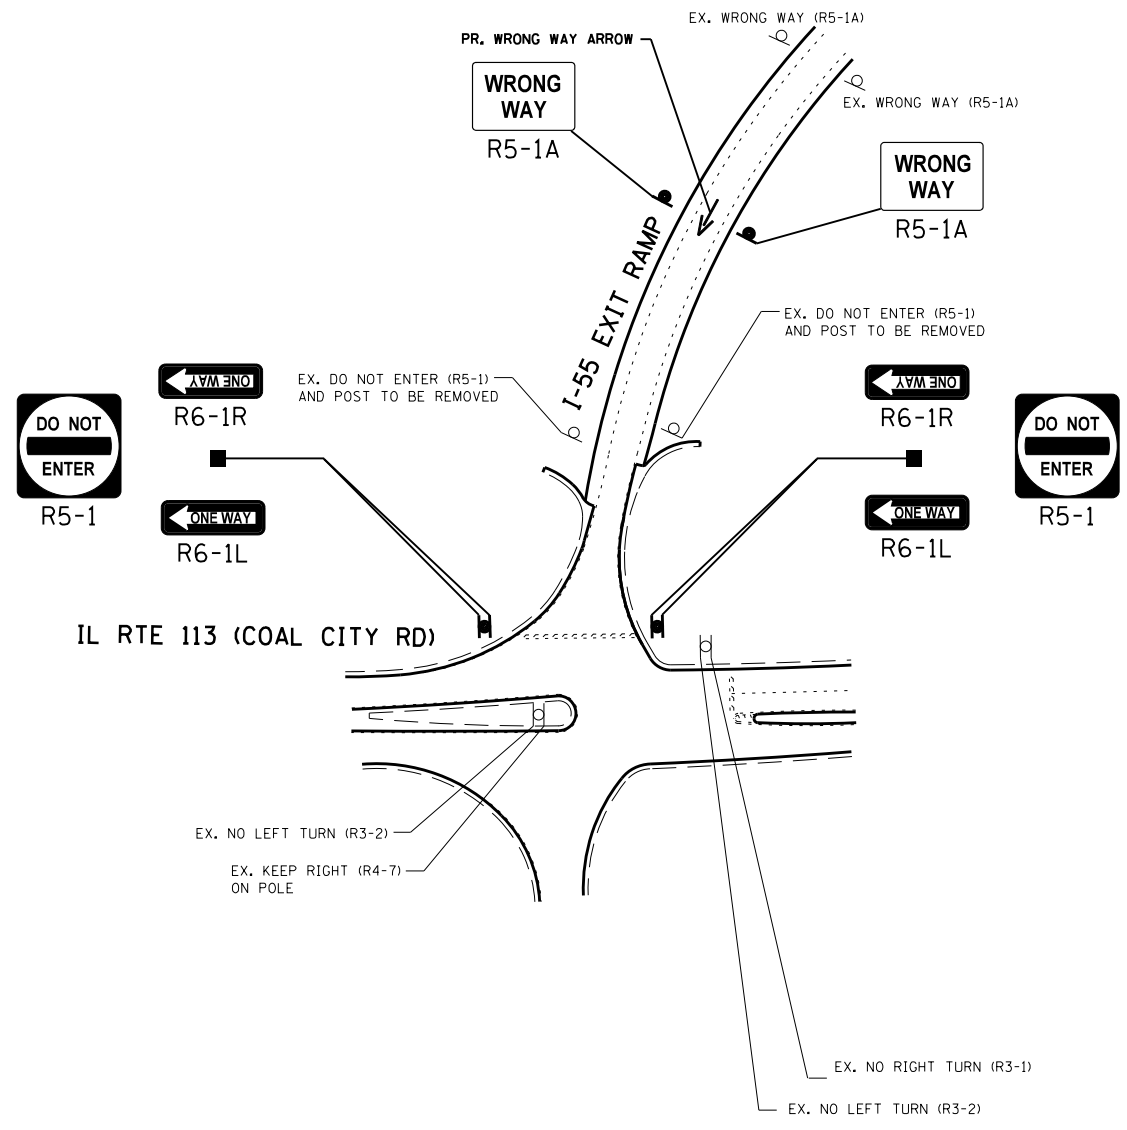 EX. WRONG WAY (R5-1A)
PR. WRONG WAY ARROW
WRONG
WAY
R5-1A
EX. WRONG WAY (R5-1A)
WRONG
WAY
R5-1A
I-55 EXIT RAMP
EX. DO NOT ENTER (R5-1)
AND POST TO BE REMOVED
EX. DO NOT ENTER (R5-1)
AND POST TO BE REMOVED
ONE WAY
R6-1R
DO NOT
ENTER
R5-1
ONE WAY
R6-1L
ONE WAY
R6-1R
DO NOT
ENTER
R5-1
ONE WAY
R6-1L
IL RTE 113 (COAL CITY RD)
EX. NO LEFT TURN (R3-2)
EX. KEEP RIGHT (R4-7)
ON POLE
EX. NO RIGHT TURN (R3-1)
EX. NO LEFT TURN (R3-2)